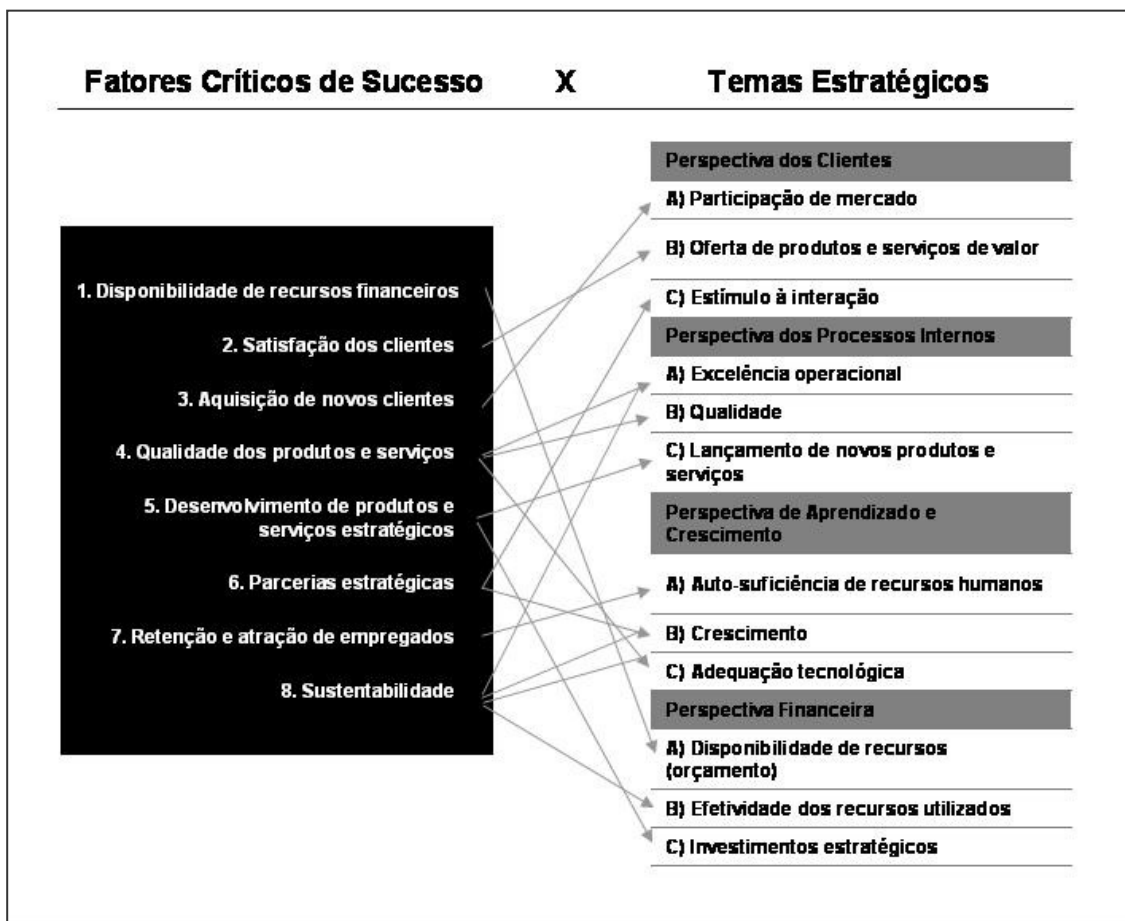 Fatores Críticos de Sucesso X Temas Estratégicos
1. Disponibilidade de recursos financeiros
2. Satisfação dos clientes
3. Aquisição de novos clientes
4. Qualidade dos produtos e serviços
5. Desenvolvimento de produtos e
serviços estratégicos
6. Parcerias estratégicas
7. Retenção e atração de empregados
8. Sustentabilidade
Perspectiva dos Clientes
A) Participação de mercado
B) Oferta de produtos e serviços de valor
C) Estímulo à interação
Perspectiva dos Processos Internos
A) Excelência operacional
B) Qualidade
C) Lançamento de novos produtos e
serviços
Perspectiva de Aprendizado e
Crescimento
A) Auto-suficiência de recursos humanos
B) Crescimento
C) Adequação tecnológica
Perspectiva Financeira
A) Disponibilidade de recursos
(orçamento)
B) Efetividade dos recursos utilizados
C) Investimentos estratégicos